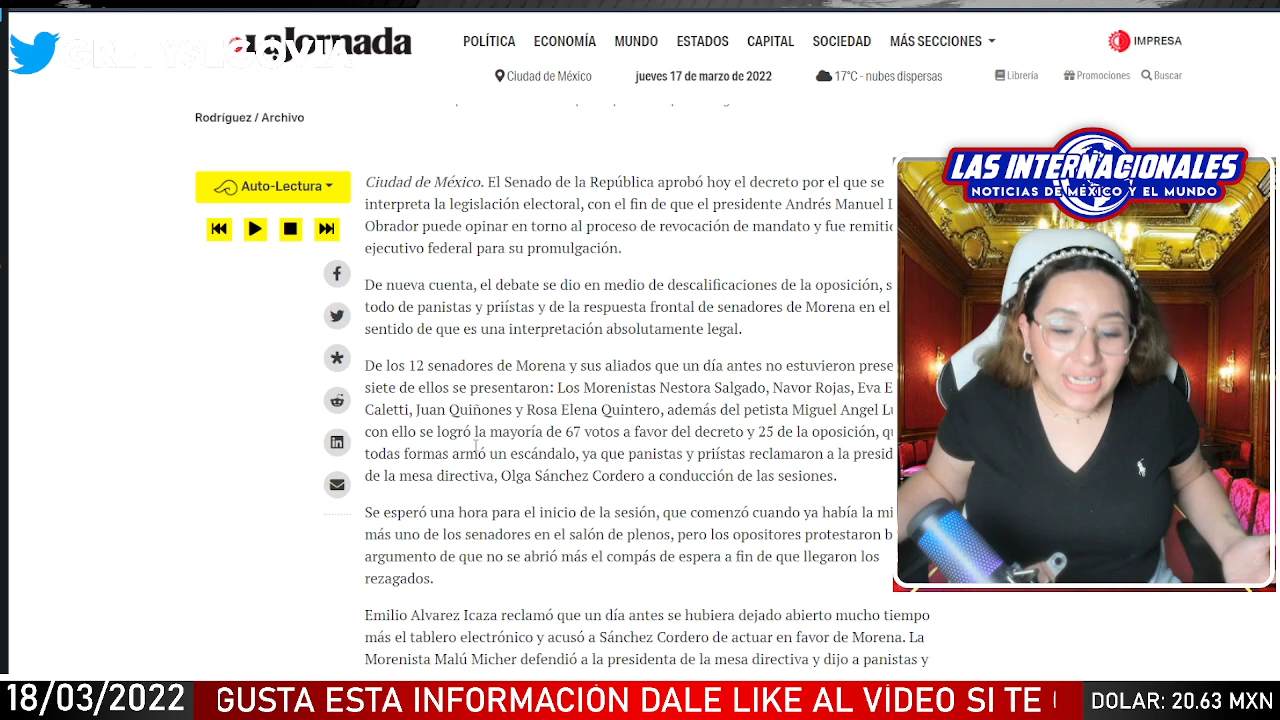 GRETYSEGOVIA
La Jornada
POLÍTICA ECONOMÍA MUNDO ESTADOS CAPITAL SOCIEDAD MÁS SECCIONES
IMPRESA
Ciudad de México jueves 17 de marzo de 2022 17°C - nubes dispersas Librería Promociones Buscar
Rodríguez / Archivo
Auto-Lectura
Ciudad de México. El Senado de la República aprobó hoy el decreto por el que se
interpreta la legislación electoral, con el fin de que el presidente Andrés Manuel
Obrador puede opinar en torno al proceso de revocación de mandato y fue
ejecutivo federal para su promulgación.
De nueva cuenta, el debate se dio en medio de descalificaciones de la oposición,
todo de panistas y priístas y de la respuesta frontal de senadores de Morena en el
sentido de que es una interpretación absolutamente legal.
De los 12 senadores de Morena y sus aliados que un día antes no estuvieron
siete de ellos se presentaron: Los Morenistas Nestora Salgado, Navor Rojas, Eva
Caletti, Juan Quiñones y Rosa Elena Quintero, además del petista Miguel Angel
con ello se logró la mayoría de 67 votos a favor del decreto y 25 de la oposición,
todas formas armó un escándalo, ya que panistas y priístas reclamaron a la
de la mesa directiva, Olga Sánchez Cordero a conducción de las sesiones.
Se esperó una hora para el inicio de la sesión, que comenzó cuando ya había la
más uno de los senadores en el salón de plenos, pero los opositores protestaron
argumento de que no se abrió más el compás de espera a fin de que llegaron los
rezagados.
Emilio Alvarez Icaza reclamó que un día antes se hubiera dejado abierto mucho tiempo
más el tablero electrónico y acusó a Sánchez Cordero de actuar en favor de Morena. La
Morenista Malú Micher defendió a la presidenta de la mesa directiva y dijo a panistas y
LAS INTERNACIONALES
NOTICIAS DE MÉXICO Y EL MUNDO
18/03/2022 GUSTA ESTA INFORMACIÓN DALE LIKE AL VÍDEO SI TE DOLAR: 20.63 MXN